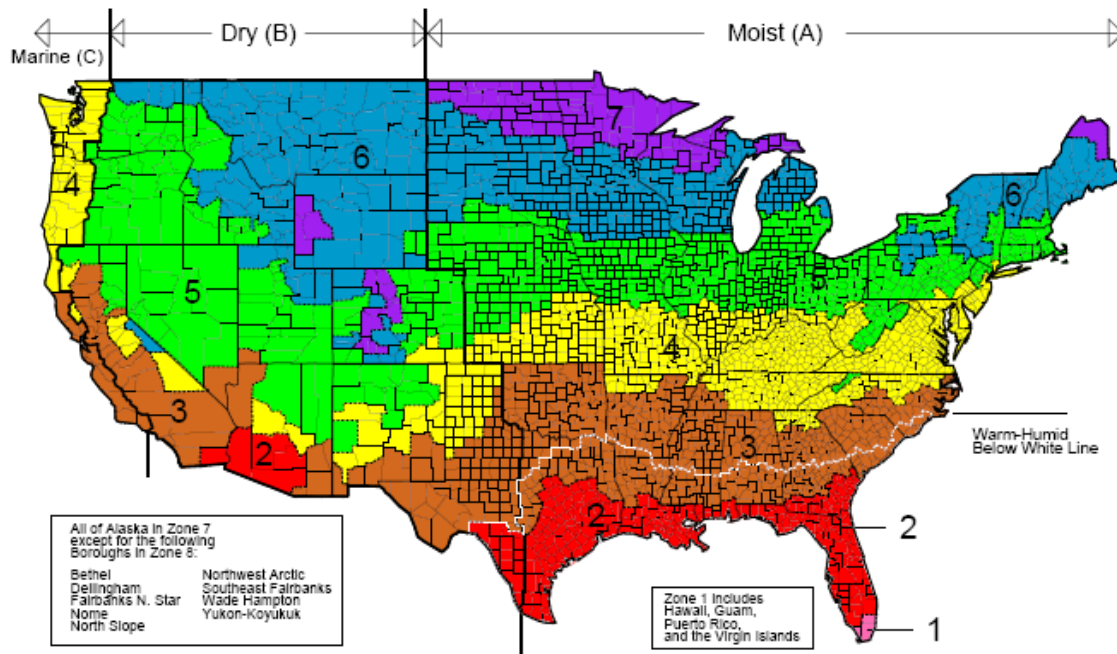 Marine (C)
Dry (B)
Moist (A)
7
6
6
4
5
5
4
3
3
2
2
Warm-Humid
Below White Line
2
1
All of Alaska in Zone 7
except for the following
Boroughs in Zone 8:
Bethel
Dellingham
Fairbanks N. Star
Nome
North Slope
Northwest Arctic
Southeast Fairbanks
Wade Hampton
Yukon-Koyukuk
Zone 1 includes
Hawaii, Guam,
Puerto Rico,
and the Virgin Islands